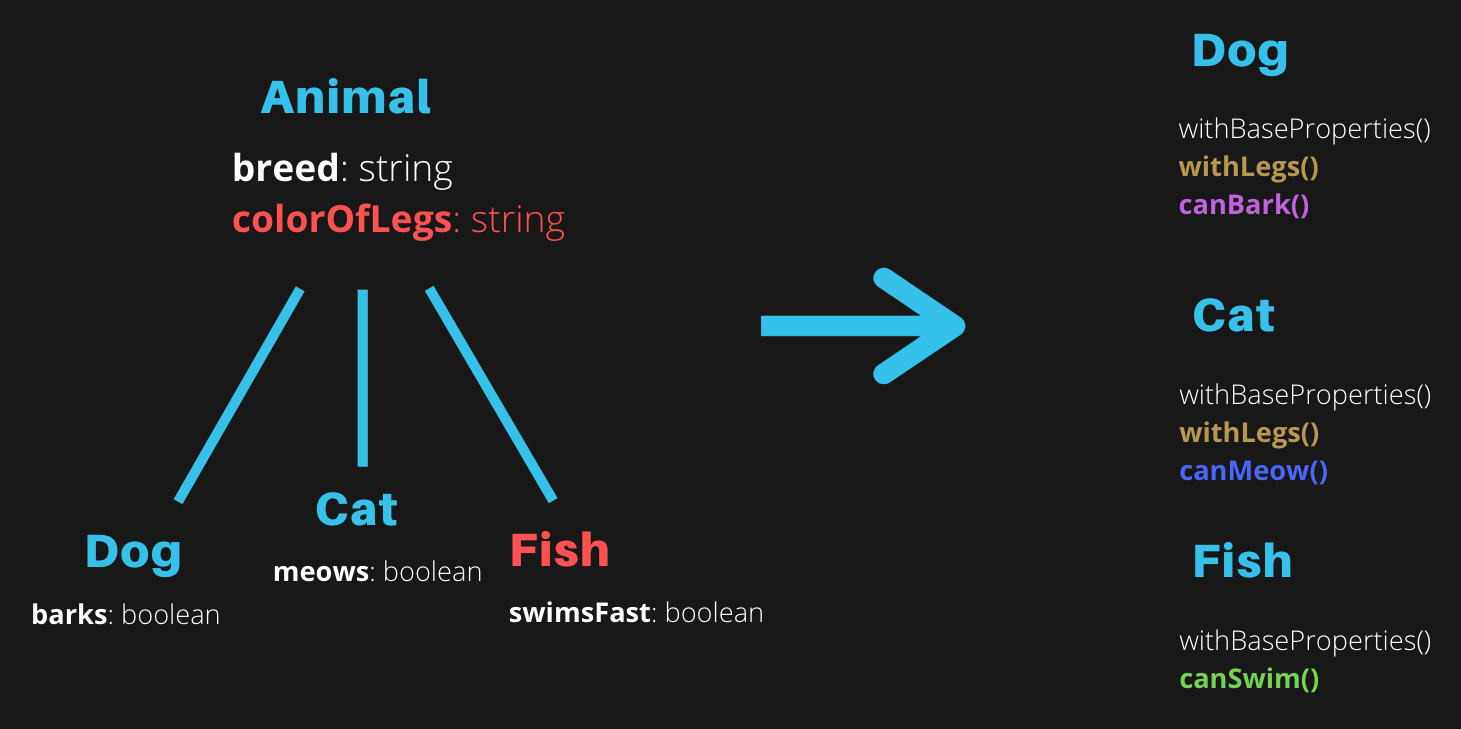 Animal
breed: string
colorOfLegs: string
Dog
barks: boolean
Cat
meows: boolean
Fish
swimsFast: boolean
Dog
withBaseProperties()
withLegs()
canBark()
Cat
withBaseProperties()
withLegs()
canMeow()
Fish
withBaseProperties()
canSwim()